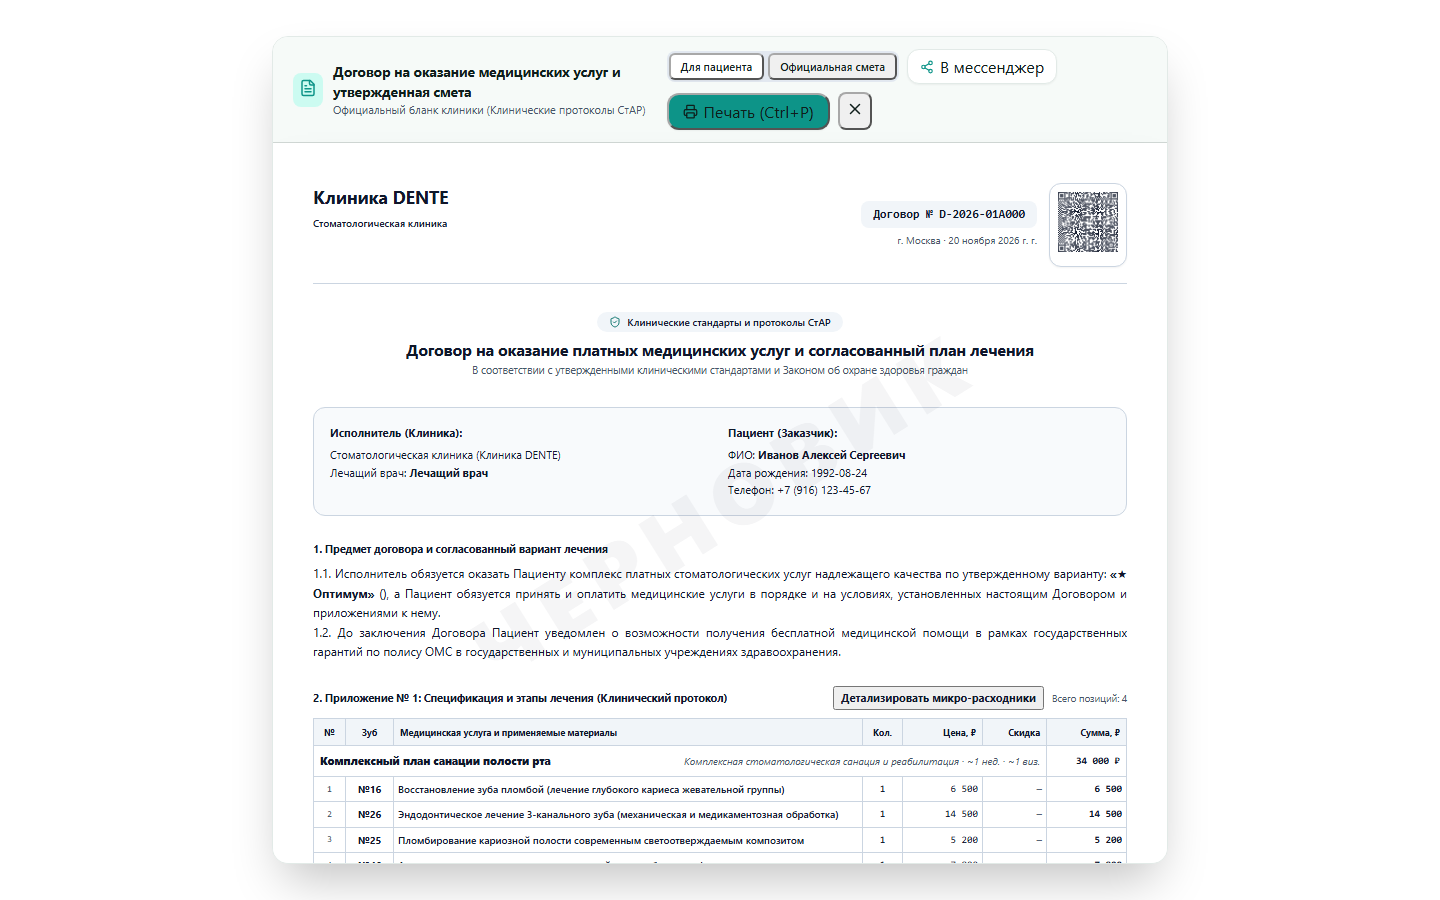 Договор на оказание медицинских услуг и
утвержденная смета
Официальный бланк клиники (Клинические протоколы СтАР)
Для пациента
Официальная смета
В мессенджер
Печать (Ctrl+P)
Клиника DENTE
Стоматологическая клиника
Договор № D-2026-01A000
г. Москва · 20 ноября 2026 г. г.
Клинические стандарты и протоколы СтАР
Договор на оказание платных медицинских услуг и согласованный план лечения
В соответствии с утвержденными клиническими стандартами и Законом об охране здоровья граждан
ЧЕРНОВИК
Исполнитель (Клиника):
Стоматологическая клиника (Клиника DENTE)
Лечащий врач: Лечащий врач
Пациент (Заказчик):
ФИО: Иванов Алексей Сергеевич
Дата рождения: 1992-08-24
Телефон: +7 (916) 123-45-67
1. Предмет договора и согласованный вариант лечения
1.1. Исполнитель обязуется оказать Пациенту комплекс платных стоматологических услуг надлежащего качества по утвержденному варианту: «★
Оптимум» (), а Пациент обязуется принять и оплатить медицинские услуги в порядке и на условиях, установленных настоящим Договором и
приложениями к нему.
1.2. До заключения Договора Пациент уведомлен о возможности получения бесплатной медицинской помощи в рамках государственных
гарантий по полису ОМС в государственных и муниципальных учреждениях здравоохранения.
2. Приложение № 1: Спецификация и этапы лечения (Клинический протокол)
Детализировать микро-расходники
Всего позиций: 4
№ Зуб Медицинская услуга и применяемые материалы Кол. Цена, ₽ Скидка Сумма, ₽
Комплексный план санации полости рта Комплексная стоматологическая санация и реабилитация · ~1 нед. · ~1 виз. 34 000 ₽
1 №16 Восстановление зуба пломбой (лечение глубокого кариеса жевательной группы) 1 6 500 — 6 500
2 №26 Эндодонтическое лечение 3-канального зуба (механическая и медикаментозная обработка) 1 14 500 — 14 500
3 №25 Пломбирование кариозной полости современным светоотверждаемым композитом 1 5 200 — 5 200